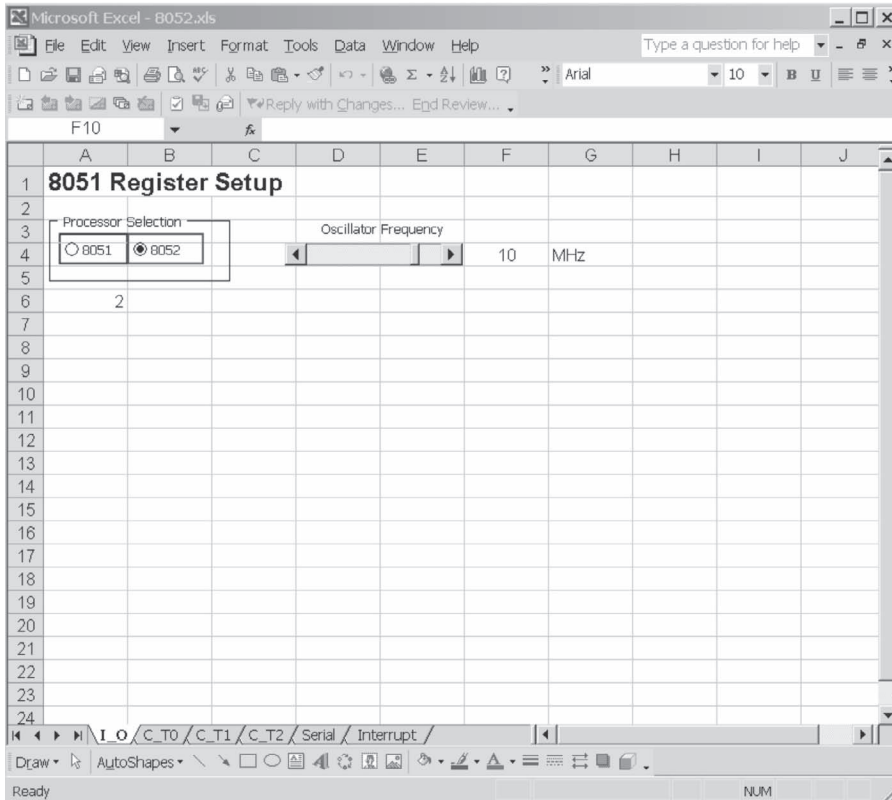 Microsoft Excel - 8052.xls
File Edit View Insert Format Tools Data Window Help Type a question for help
Σ Arial 10 B U
Reply with Changes... End Review...
F10 fx
A B C D E F G H I J
1 8051 Register Setup
2
3 Processor Selection Oscillator Frequency
4 8051 8052 10 MHz
5
6 2
7
8
9
10
11
12
13
14
15
16
17
18
19
20
21
22
23
24
I_O C_T0 C_T1 C_T2 Serial Interrupt
Draw AutoShapes
Ready NUM